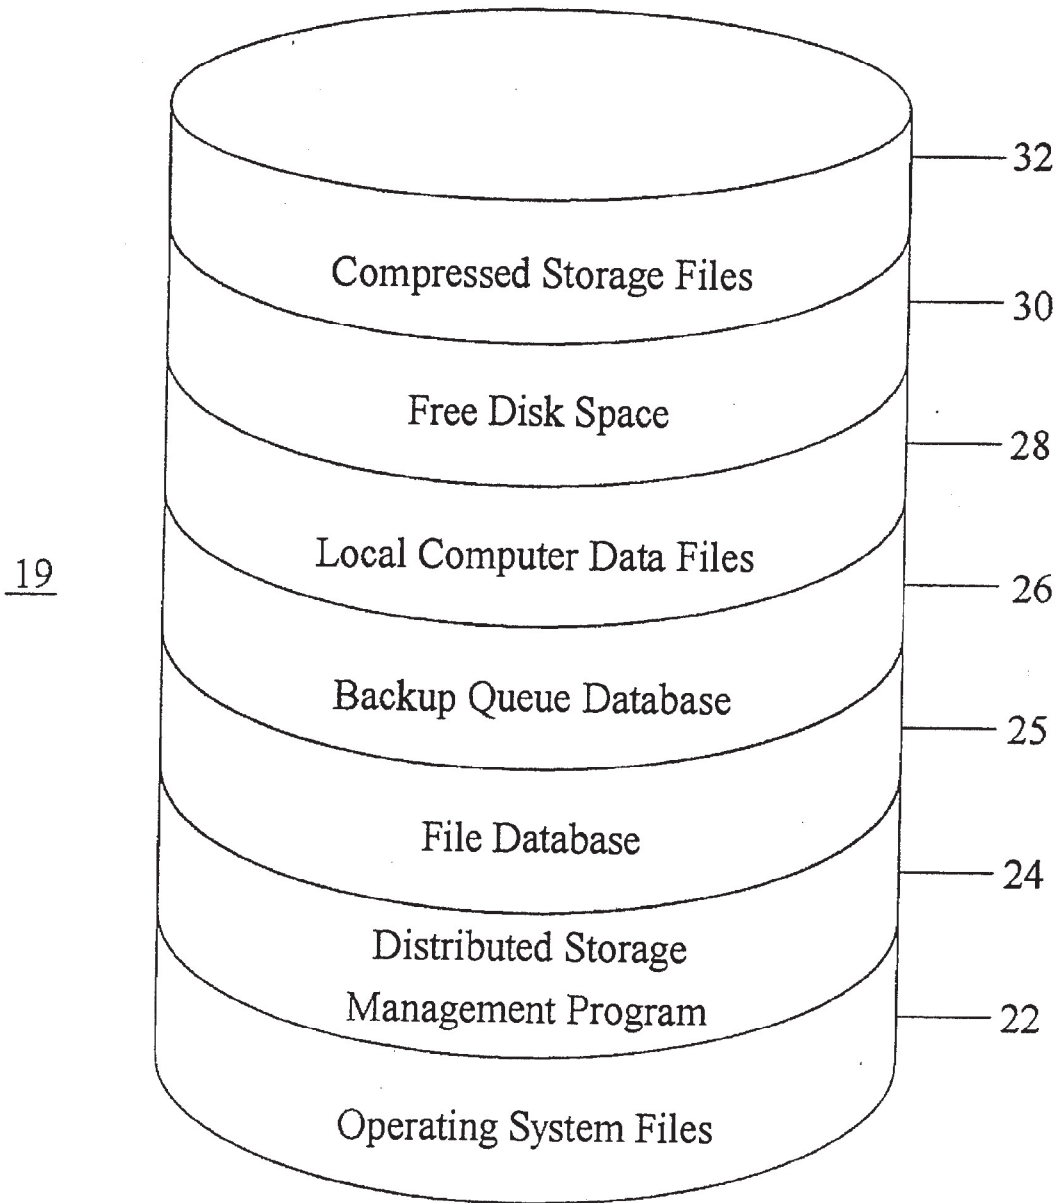 32
Compressed Storage Files
30
Free Disk Space
28
Local Computer Data Files
19
26
Backup Queue Database
25
File Database
24
Distributed Storage
Management Program
22
Operating System Files